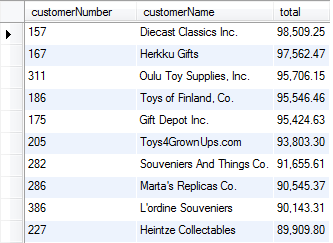 customerNumber customerName total
157 Diecast Classics Inc. 98,509.25
167 Herkku Gifts 97,562.47
311 Oulu Toy Supplies, Inc. 95,706.15
186 Toys of Finland, Co. 95,546.46
175 Gift Depot Inc. 95,424.63
205 Toys4GrownUps.com 93,803.30
282 Souveniers And Things Co. 91,655.61
286 Marta's Replicas Co. 90,545.37
386 L'ordine Souveniers 90,143.31
227 Heintze Collectables 89,909.80